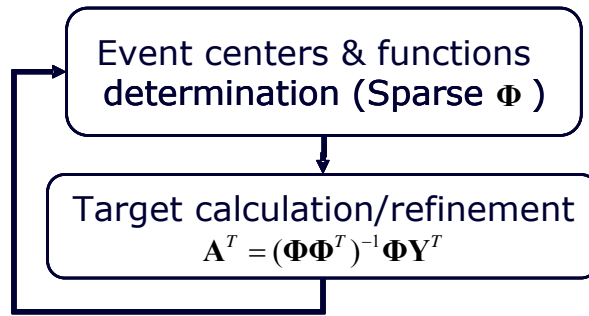 Event centers & functions
determination (Sparse Φ )
Target calculation/refinement
A^T = (ΦΦ^T)^{-1}ΦY^T